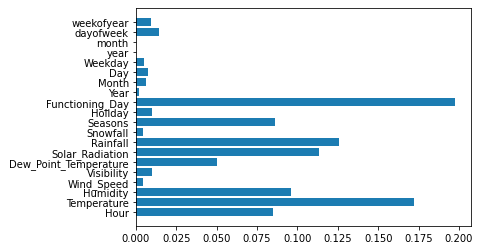 weekofyear
dayofweek
month
year
Weekday
Day
Month
Year
Functioning_Day
Holiday
Seasons
Snowfall
Rainfall
Solar_Radiation
Dew_Point_Temperature
Visibility
Wind_Speed
Humidity
Temperature
Hour
0.000 0.025 0.050 0.075 0.100 0.125 0.150 0.175 0.200